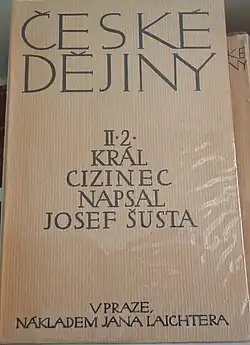 ČESKÉ
DĚJINY
II·2·
KRÁL
CIZINEC
NAPSAL
JOSEF ŠUSTA
V PRAZE,
NÁKLADEM JANA LAICHTERA